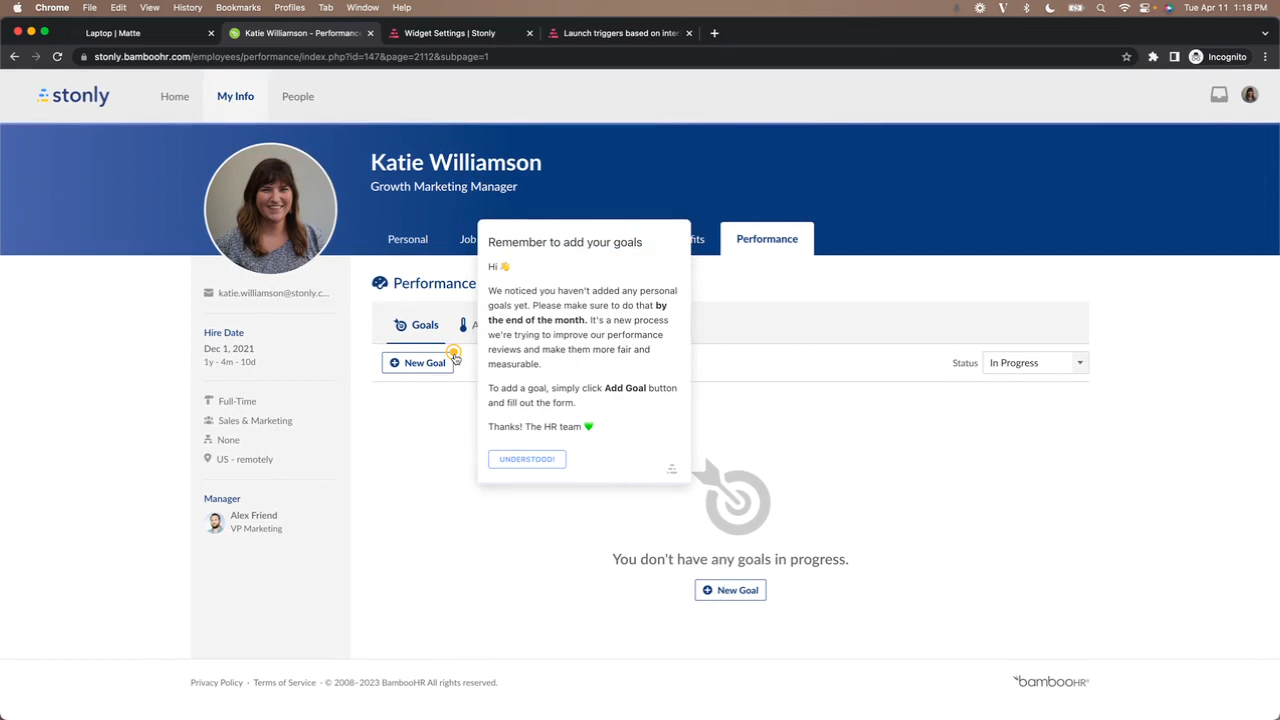 Chrome File Edit View History Bookmarks Profiles Tab Window Help
Tue Apr 11 1:18 PM
Laptop | Matte
Katie Williamson - Performanc
Widget Settings | Stonly
Launch triggers based on inter
stonly.bamboohr.com/employees/performance/index.php?id=147&page=2112&subpage=1
Incognito
stonly
Home
My Info
People
Katie Williamson
Growth Marketing Manager
Personal
Job
fits
Performance
katie.williamson@stonly.c...
Hire Date
Dec 1, 2021
1y - 4m - 10d
Full-Time
Sales & Marketing
None
US - remotely
Manager
Alex Friend
VP Marketing
Performance
Goals
A
New Goal
Status
In Progress
Remember to add your goals
Hi 👋
We noticed you haven't added any personal
goals yet. Please make sure to do that by
the end of the month. It's a new process
we're trying to improve our performance
reviews and make them more fair and
measurable.
To add a goal, simply click Add Goal button
and fill out the form.
Thanks! The HR team 💚
UNDERSTOOD!
You don't have any goals in progress.
New Goal
Privacy Policy · Terms of Service · © 2008–2023 BambooHR All rights reserved.
bambooHR